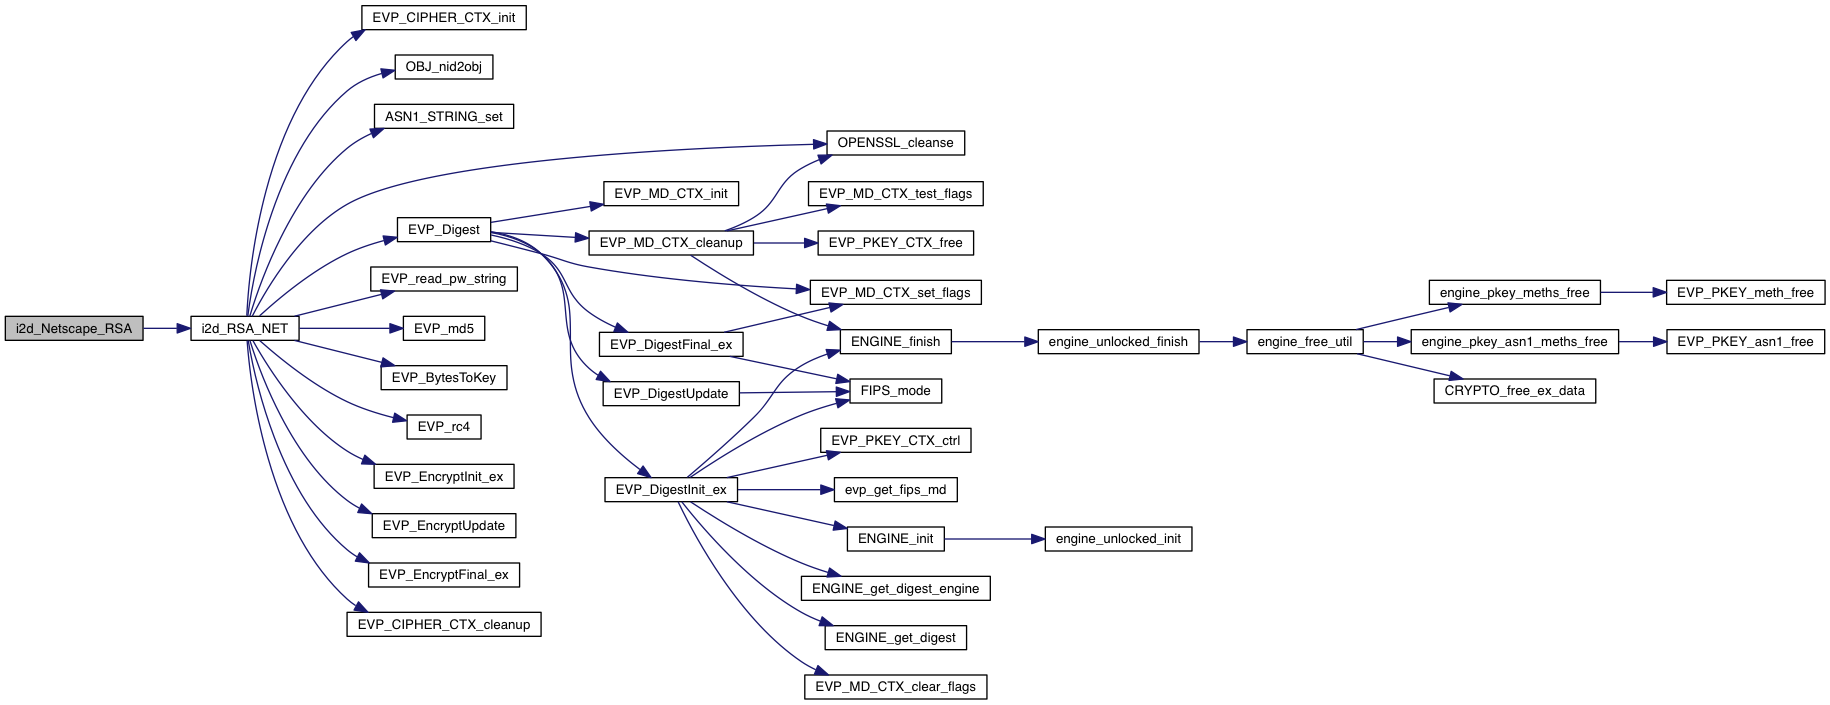 i2d_Netscape_RSA
i2d_RSA_NET
EVP_CIPHER_CTX_init
OBJ_nid2obj
ASN1_STRING_set
EVP_Digest
EVP_read_pw_string
EVP_md5
EVP_BytesToKey
EVP_rc4
EVP_EncryptInit_ex
EVP_EncryptUpdate
EVP_EncryptFinal_ex
EVP_CIPHER_CTX_cleanup
EVP_MD_CTX_init
EVP_MD_CTX_cleanup
EVP_DigestFinal_ex
EVP_DigestUpdate
EVP_DigestInit_ex
OPENSSL_cleanse
EVP_MD_CTX_test_flags
EVP_PKEY_CTX_free
EVP_MD_CTX_set_flags
ENGINE_finish
FIPS_mode
EVP_PKEY_CTX_ctrl
evp_get_fips_md
ENGINE_init
ENGINE_get_digest_engine
ENGINE_get_digest
EVP_MD_CTX_clear_flags
engine_unlocked_finish
engine_unlocked_init
engine_free_util
engine_pkey_meths_free
engine_pkey_asn1_meths_free
CRYPTO_free_ex_data
EVP_PKEY_meth_free
EVP_PKEY_asn1_free